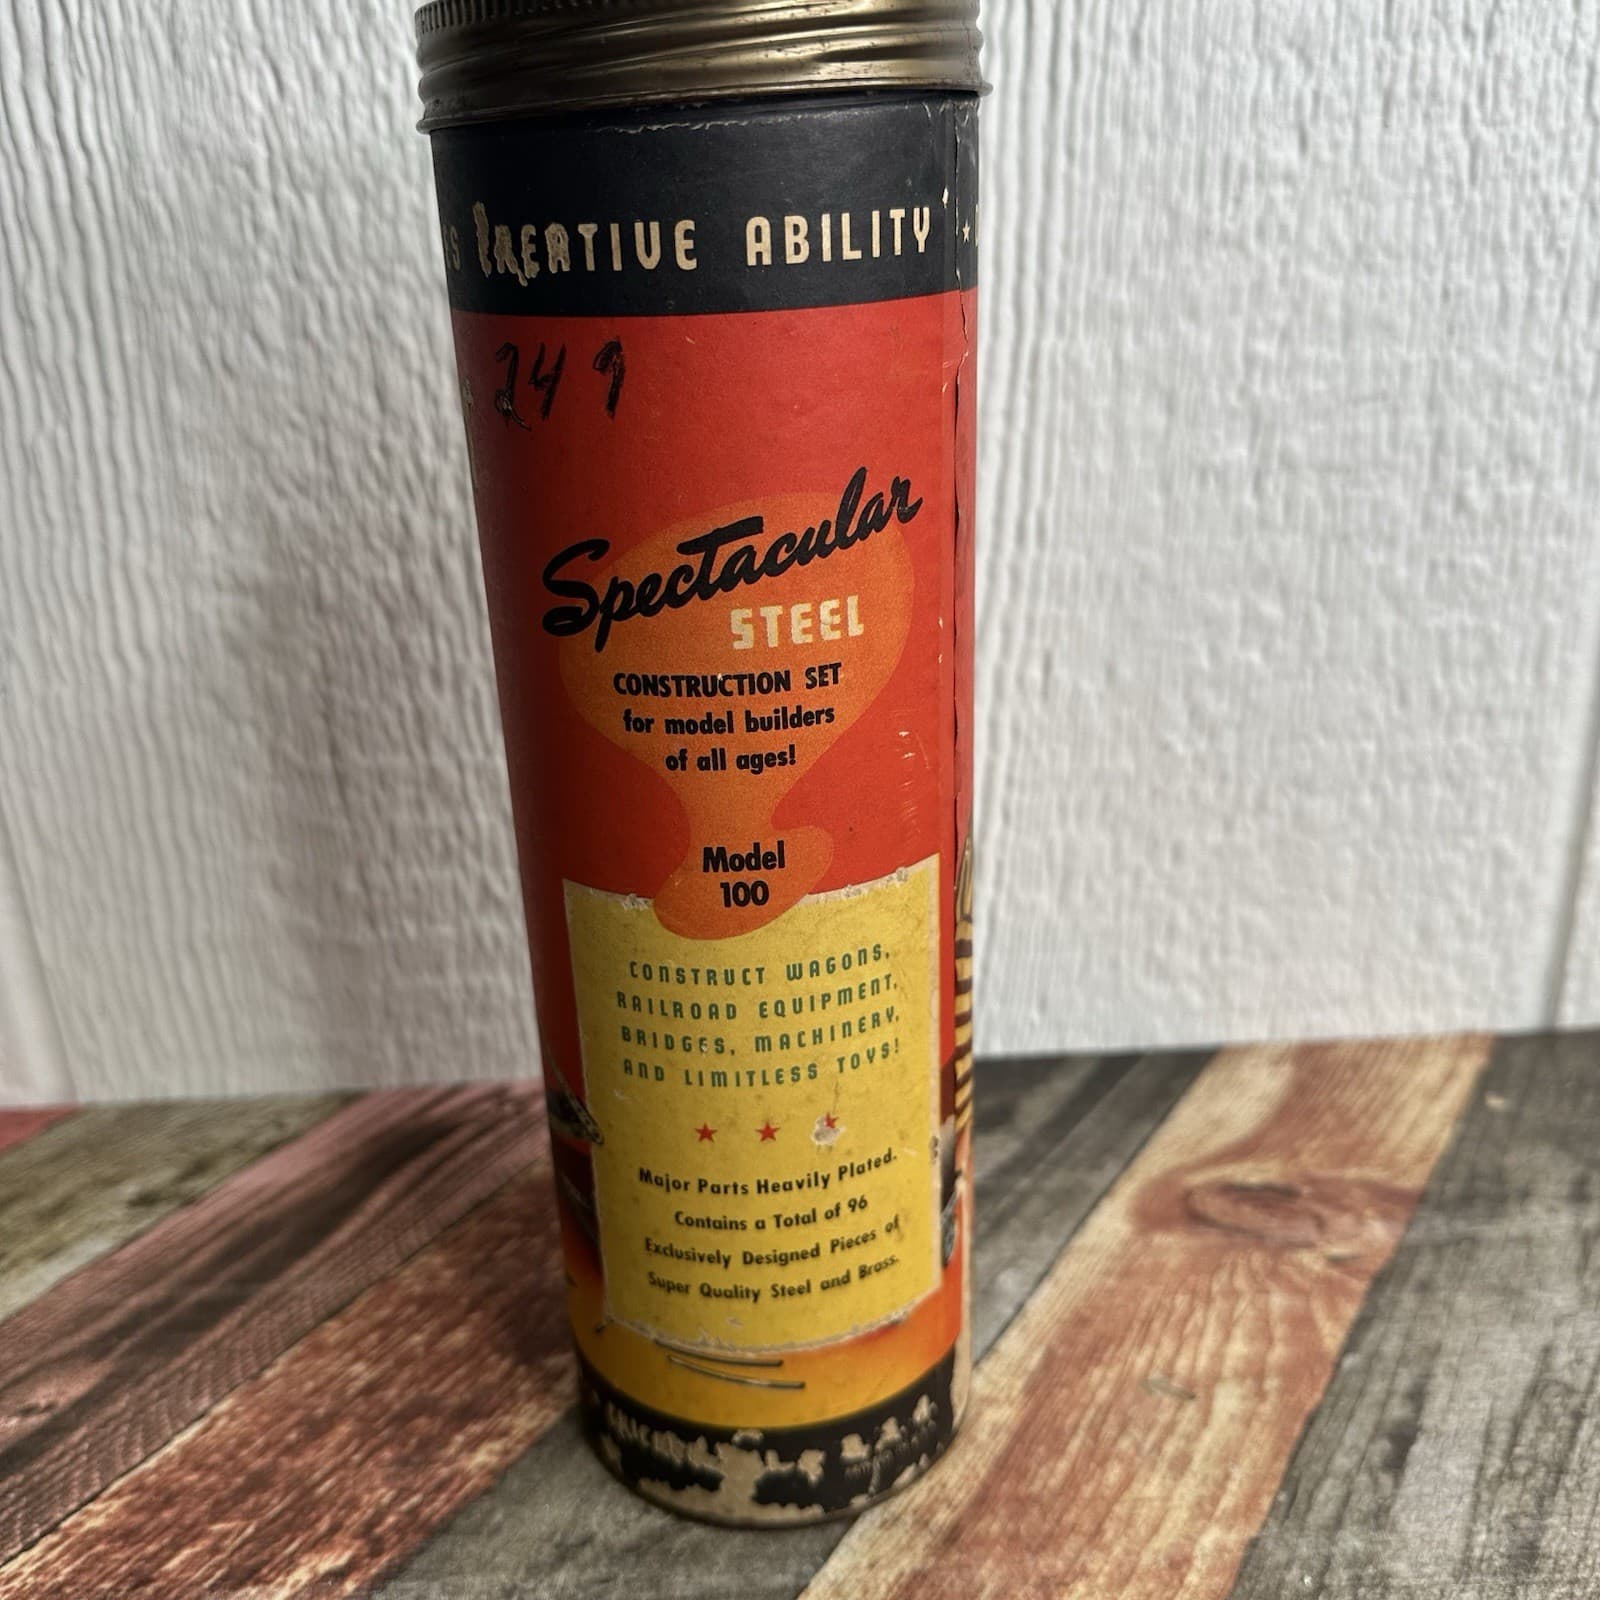 CREATIVE ABILITY
249
Spectacular
STEEL
CONSTRUCTION SET
for model builders
of all ages!
Model
100
CONSTRUCT WAGONS,
RAILROAD EQUIPMENT,
BRIDGES, MACHINERY,
AND LIMITLESS TOYS!
Major Parts Heavily Plated.
Contains a Total of 96
Exclusively Designed Pieces of
Super Quality Steel and Brass.
U.S.A.